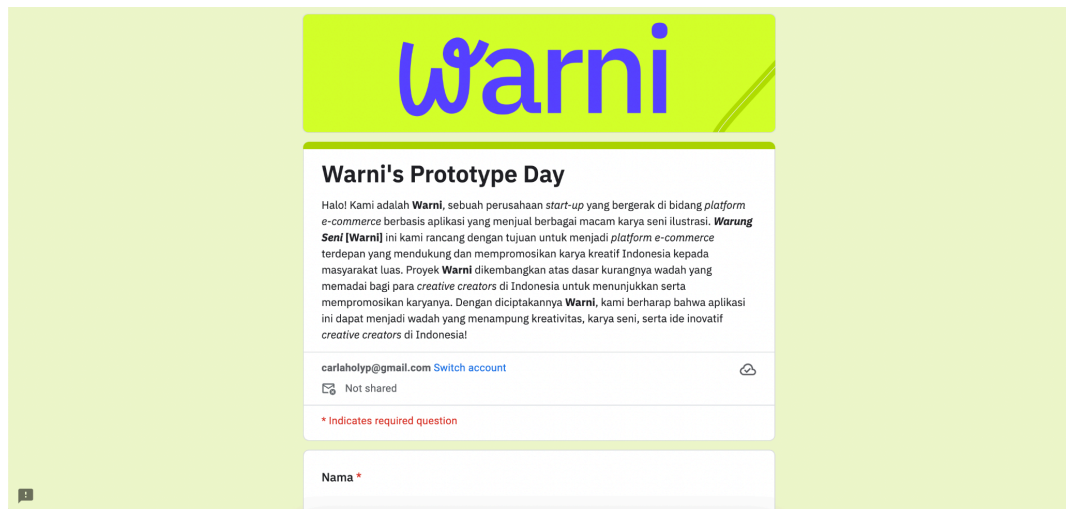 Warni
Warni's Prototype Day
Halo! Kami adalah Warni, sebuah perusahaan start-up yang bergerak di bidang platform
e-commerce berbasis aplikasi yang menjual berbagai macam karya seni ilustrasi. Warung
Seni [Warni] ini kami rancang dengan tujuan untuk menjadi platform e-commerce
terdepan yang mendukung dan mempromosikan karya kreatif Indonesia kepada
masyarakat luas. Proyek Warni dikembangkan atas dasar kurangnya wadah yang
memadai bagi para creative creators di Indonesia untuk menunjukkan serta
mempromosikan karyanya. Dengan diciptakannya Warni, kami berharap bahwa aplikasi
ini dapat menjadi wadah yang menampung kreativitas, karya seni, serta ide inovatif
creative creators di Indonesia!
carlaholyp@gmail.com Switch account
Not shared
* Indicates required question
Nama *